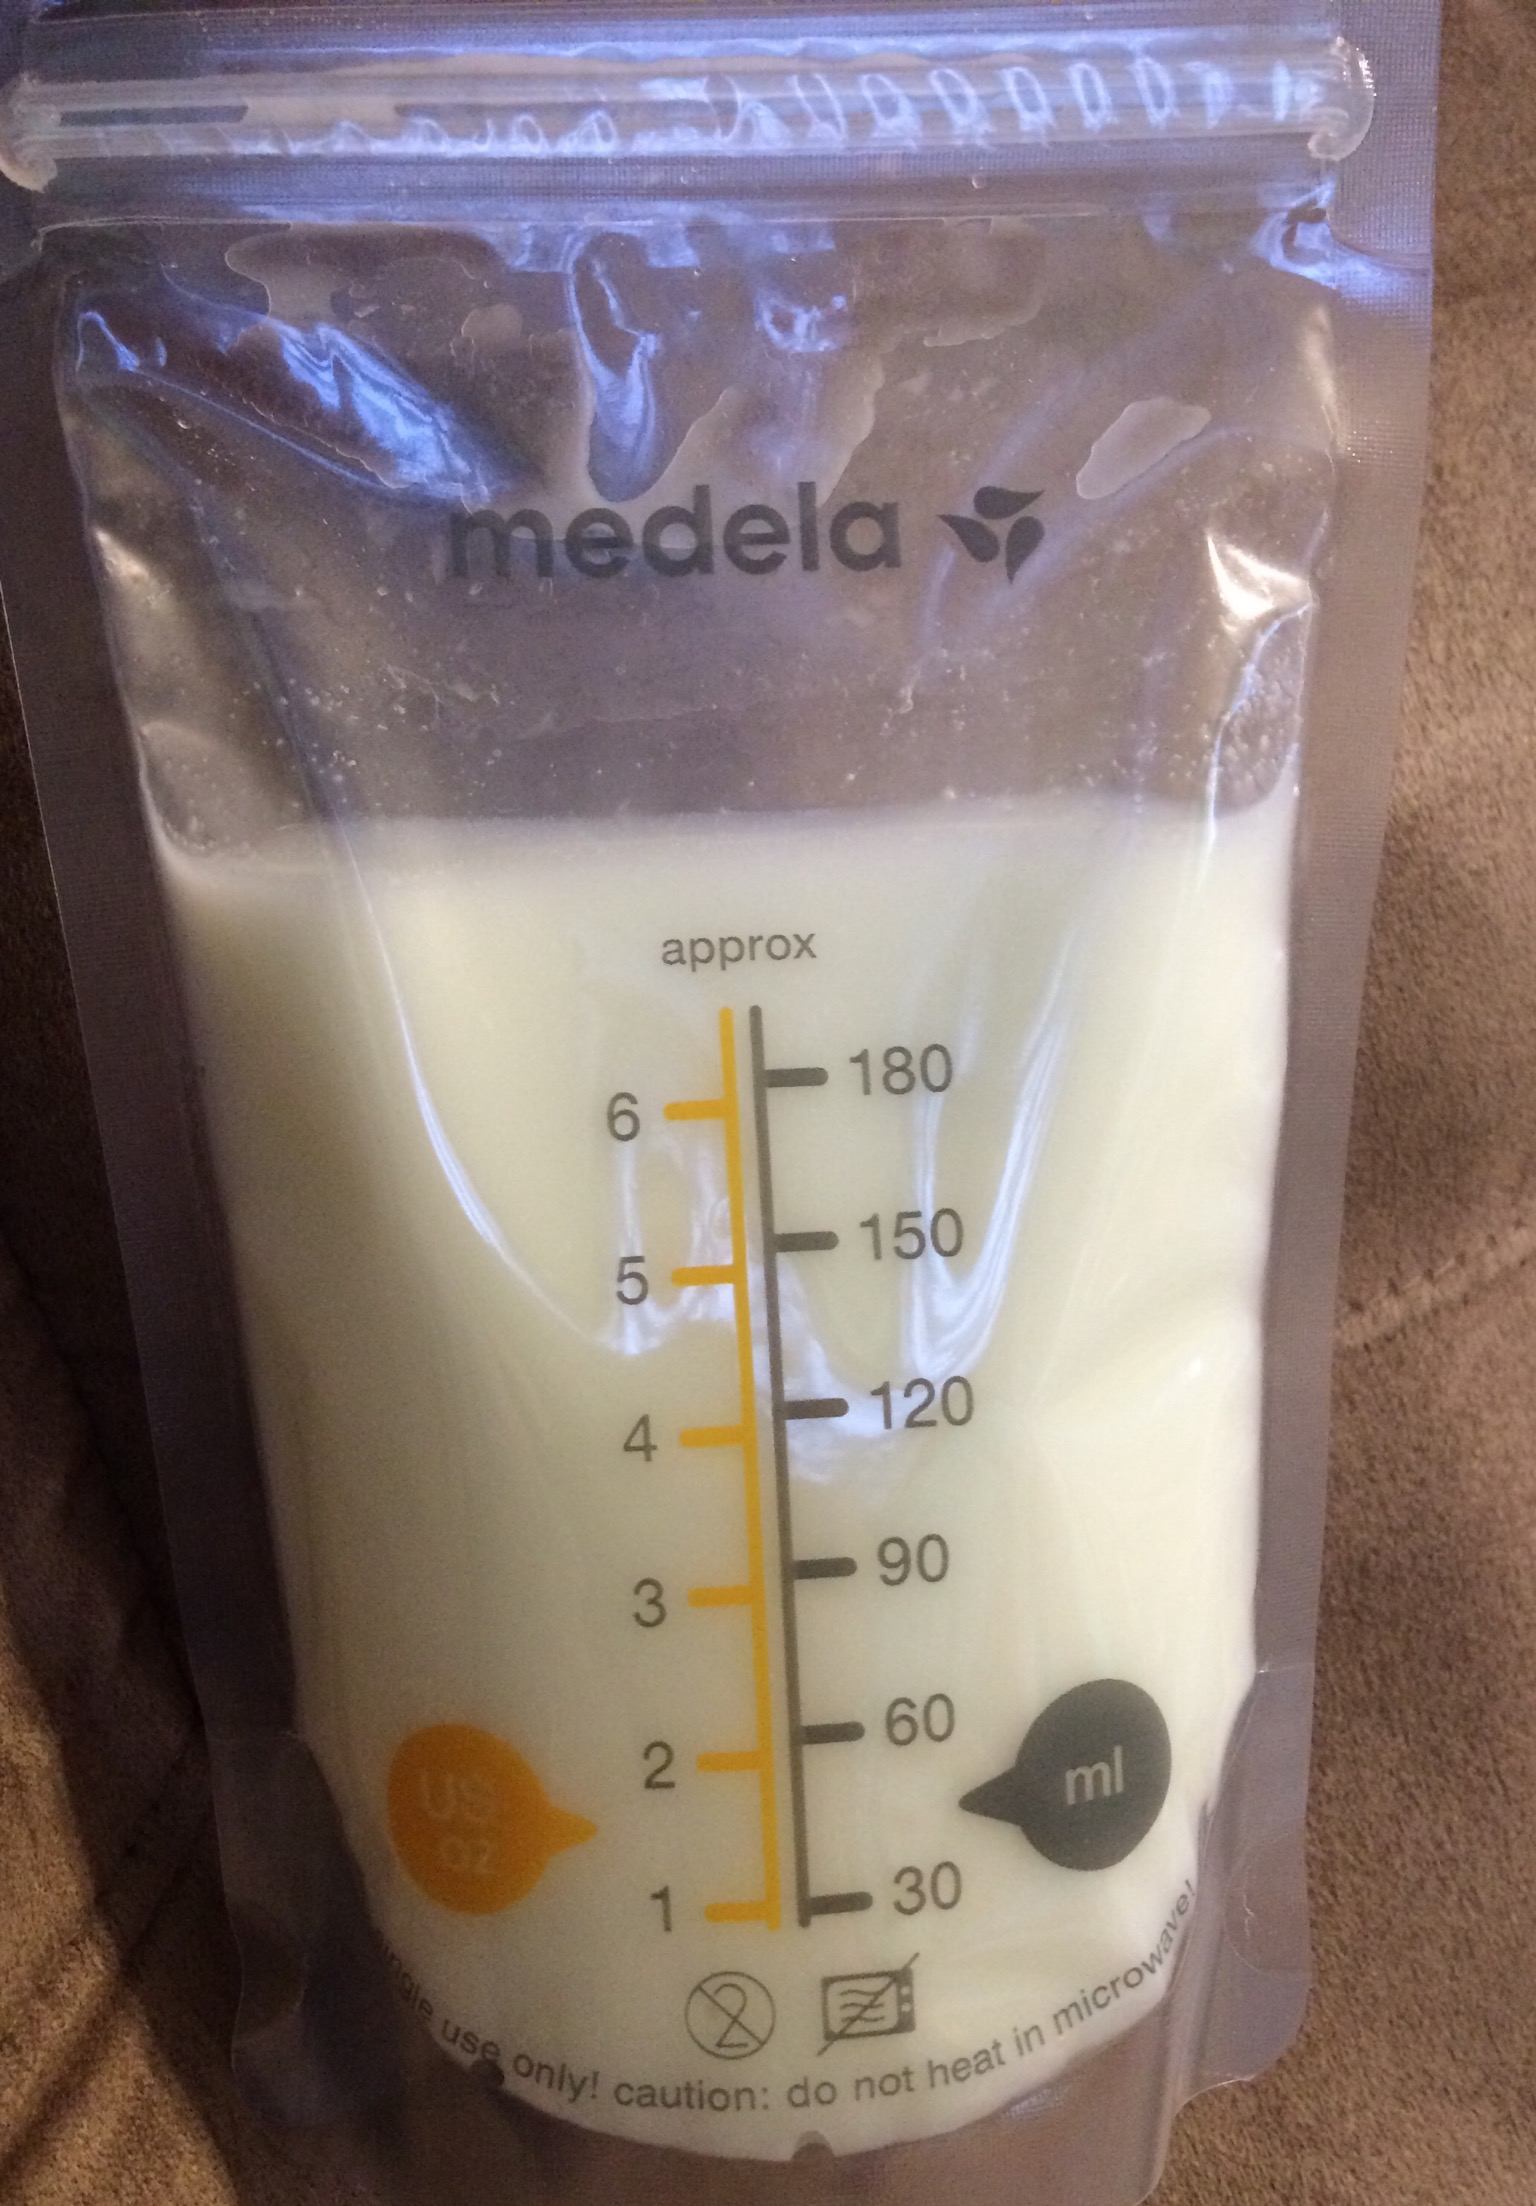 medela
approx
6 180
5 150
4 120
3 90
2 60
1 30
US
oz
ml
2
use only! caution: do not heat in microwave!